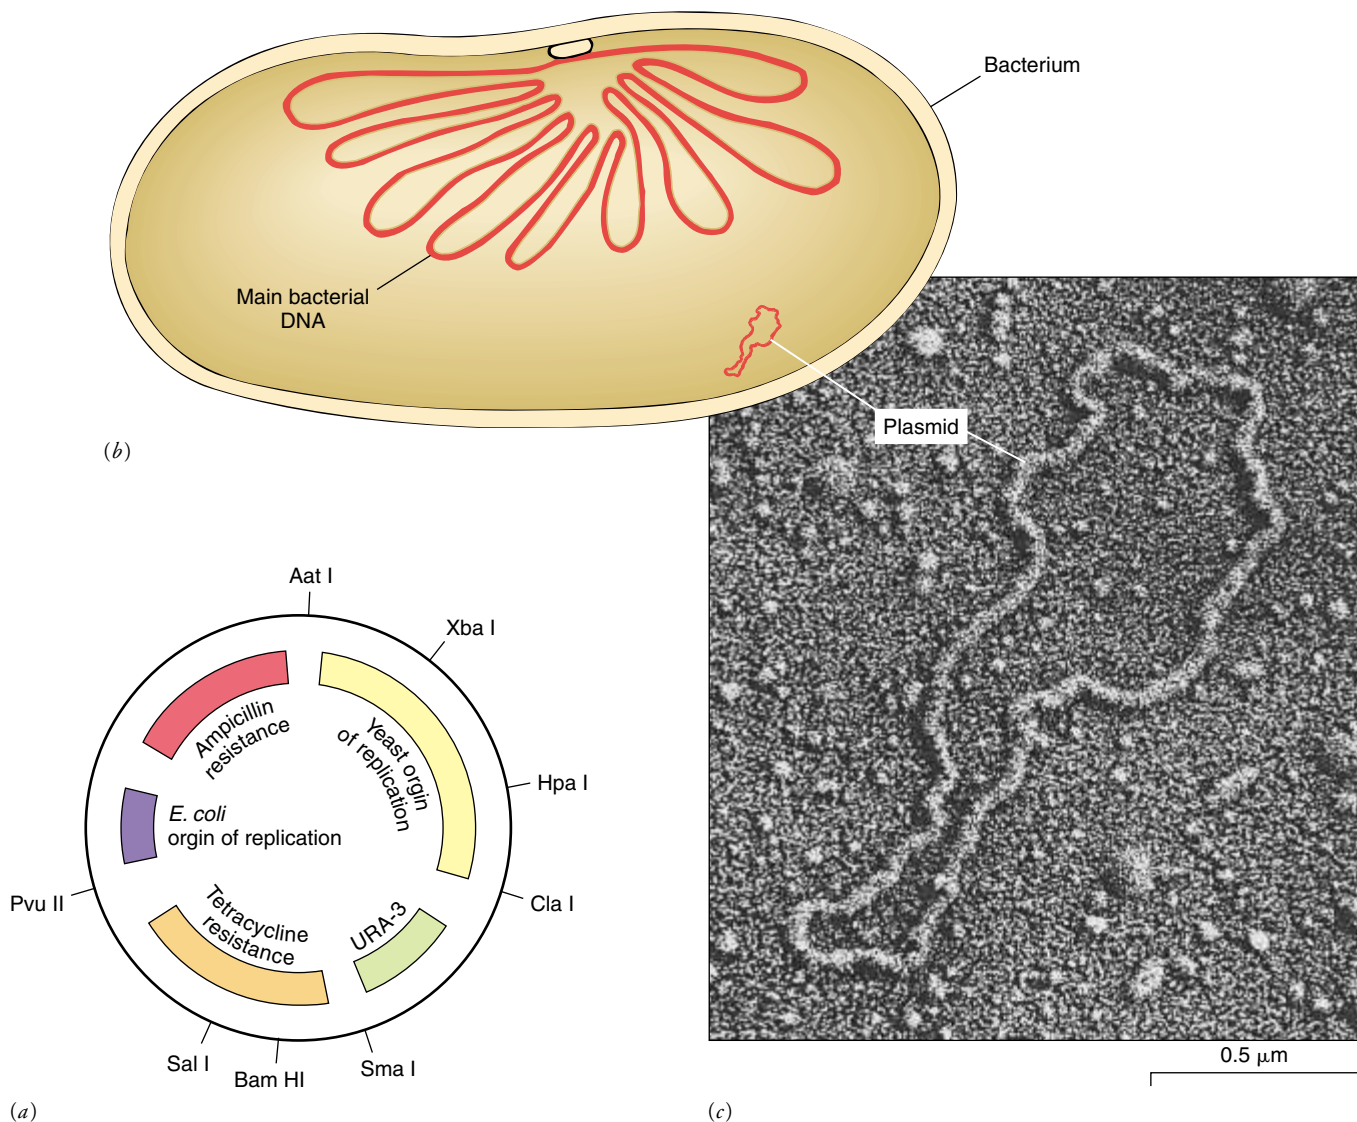 Bacterium
Main bacterial
DNA
Plasmid
(b)
Aat I
Xba I
Hpa I
Cla I
Sma I
Bam HI
Sal I
Pvu II
Ampicillin
resistance
Yeast orgin
of replication
E. coli
orgin of replication
Tetracycline
resistance
URA-3
(a)
0.5 μm
(c)